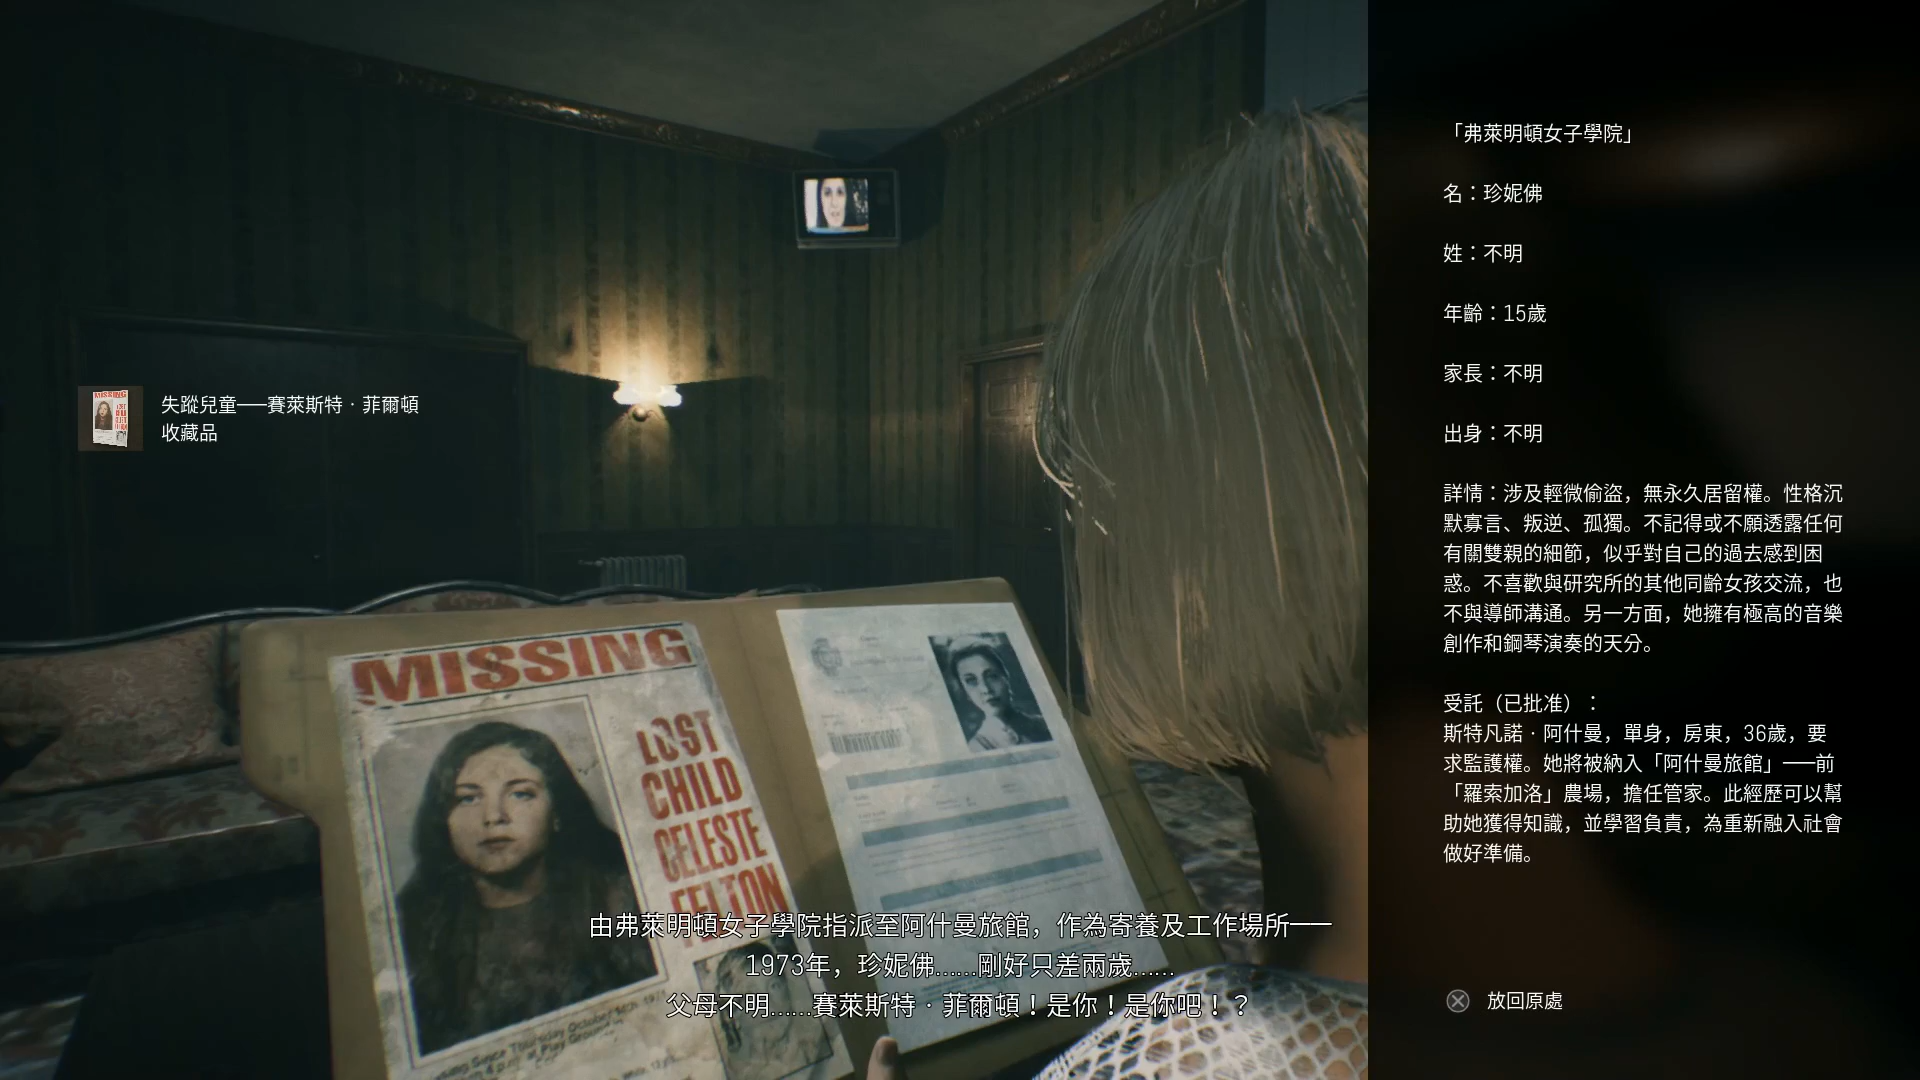 失蹤兒童──賽萊斯特·菲爾頓
收藏品
MISSING
LOST
CHILD
CELESTE
FELTON
由弗萊明頓女子學院指派至阿什曼旅館，作為寄養及工作場所──
1973年，珍妮佛……剛好只差兩歲……
父母不明……賽萊斯特·菲爾頓！是你！是你吧！？
「弗萊明頓女子學院」
名：珍妮佛
姓：不明
年齡：15歲
家長：不明
出身：不明
詳情：涉及輕微偷盜，無永久居留權。性格沉
默寡言、叛逆、孤獨。不記得或不願透露任何
有關雙親的細節，似乎對自己的過去感到困
惑。不喜歡與研究所的其他同齡女孩交流，也
不與導師溝通。另一方面，她擁有極高的音樂
創作和鋼琴演奏的天分。
受託（已批准）：
斯特凡諾·阿什曼，單身，房東，36歲，要
求監護權。她將被納入「阿什曼旅館」──前
「羅索加洛」農場，擔任管家。此經歷可以幫
助她獲得知識，並學習負責，為重新融入社會
做好準備。
放回原處